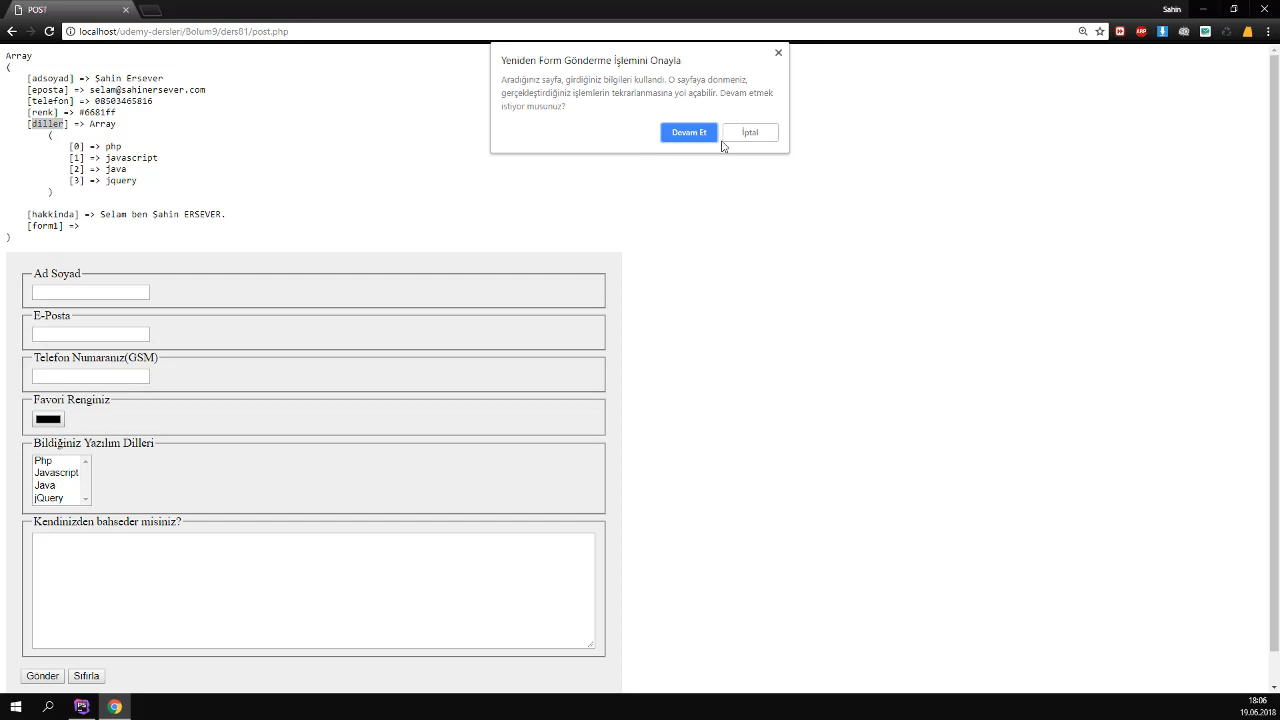 POST
Sahin
localhost/udemy-dersleri/Bolum9/ders81/post.php
Array
(
[adsoyad] => Şahin Ersever
[eposta] => selam@sahinersever.com
[telefon] => 08503465816
[renk] => #6681ff
[diller] => Array
(
[0] => php
[1] => javascript
[2] => java
[3] => jquery
)
[hakkinda] => Selam ben Şahin ERSEVER.
[form1] =>
)
Yeniden Form Gönderme İşlemini Onayla
Aradığınız sayfa, girdiğiniz bilgileri kullandı. O sayfaya dönmeniz,
gerçekleştirdiğiniz işlemlerin tekrarlanmasına yol açabilir. Devam etmek
istiyor musunuz?
Devam Et
İptal
Ad Soyad
E-Posta
Telefon Numaranız(GSM)
Favori Renginiz
Bildiğiniz Yazılım Dilleri
Php
Javascript
Java
jQuery
Kendinizden bahseder misiniz?
Gönder
Sıfırla
PS
18:06
19.06.2018